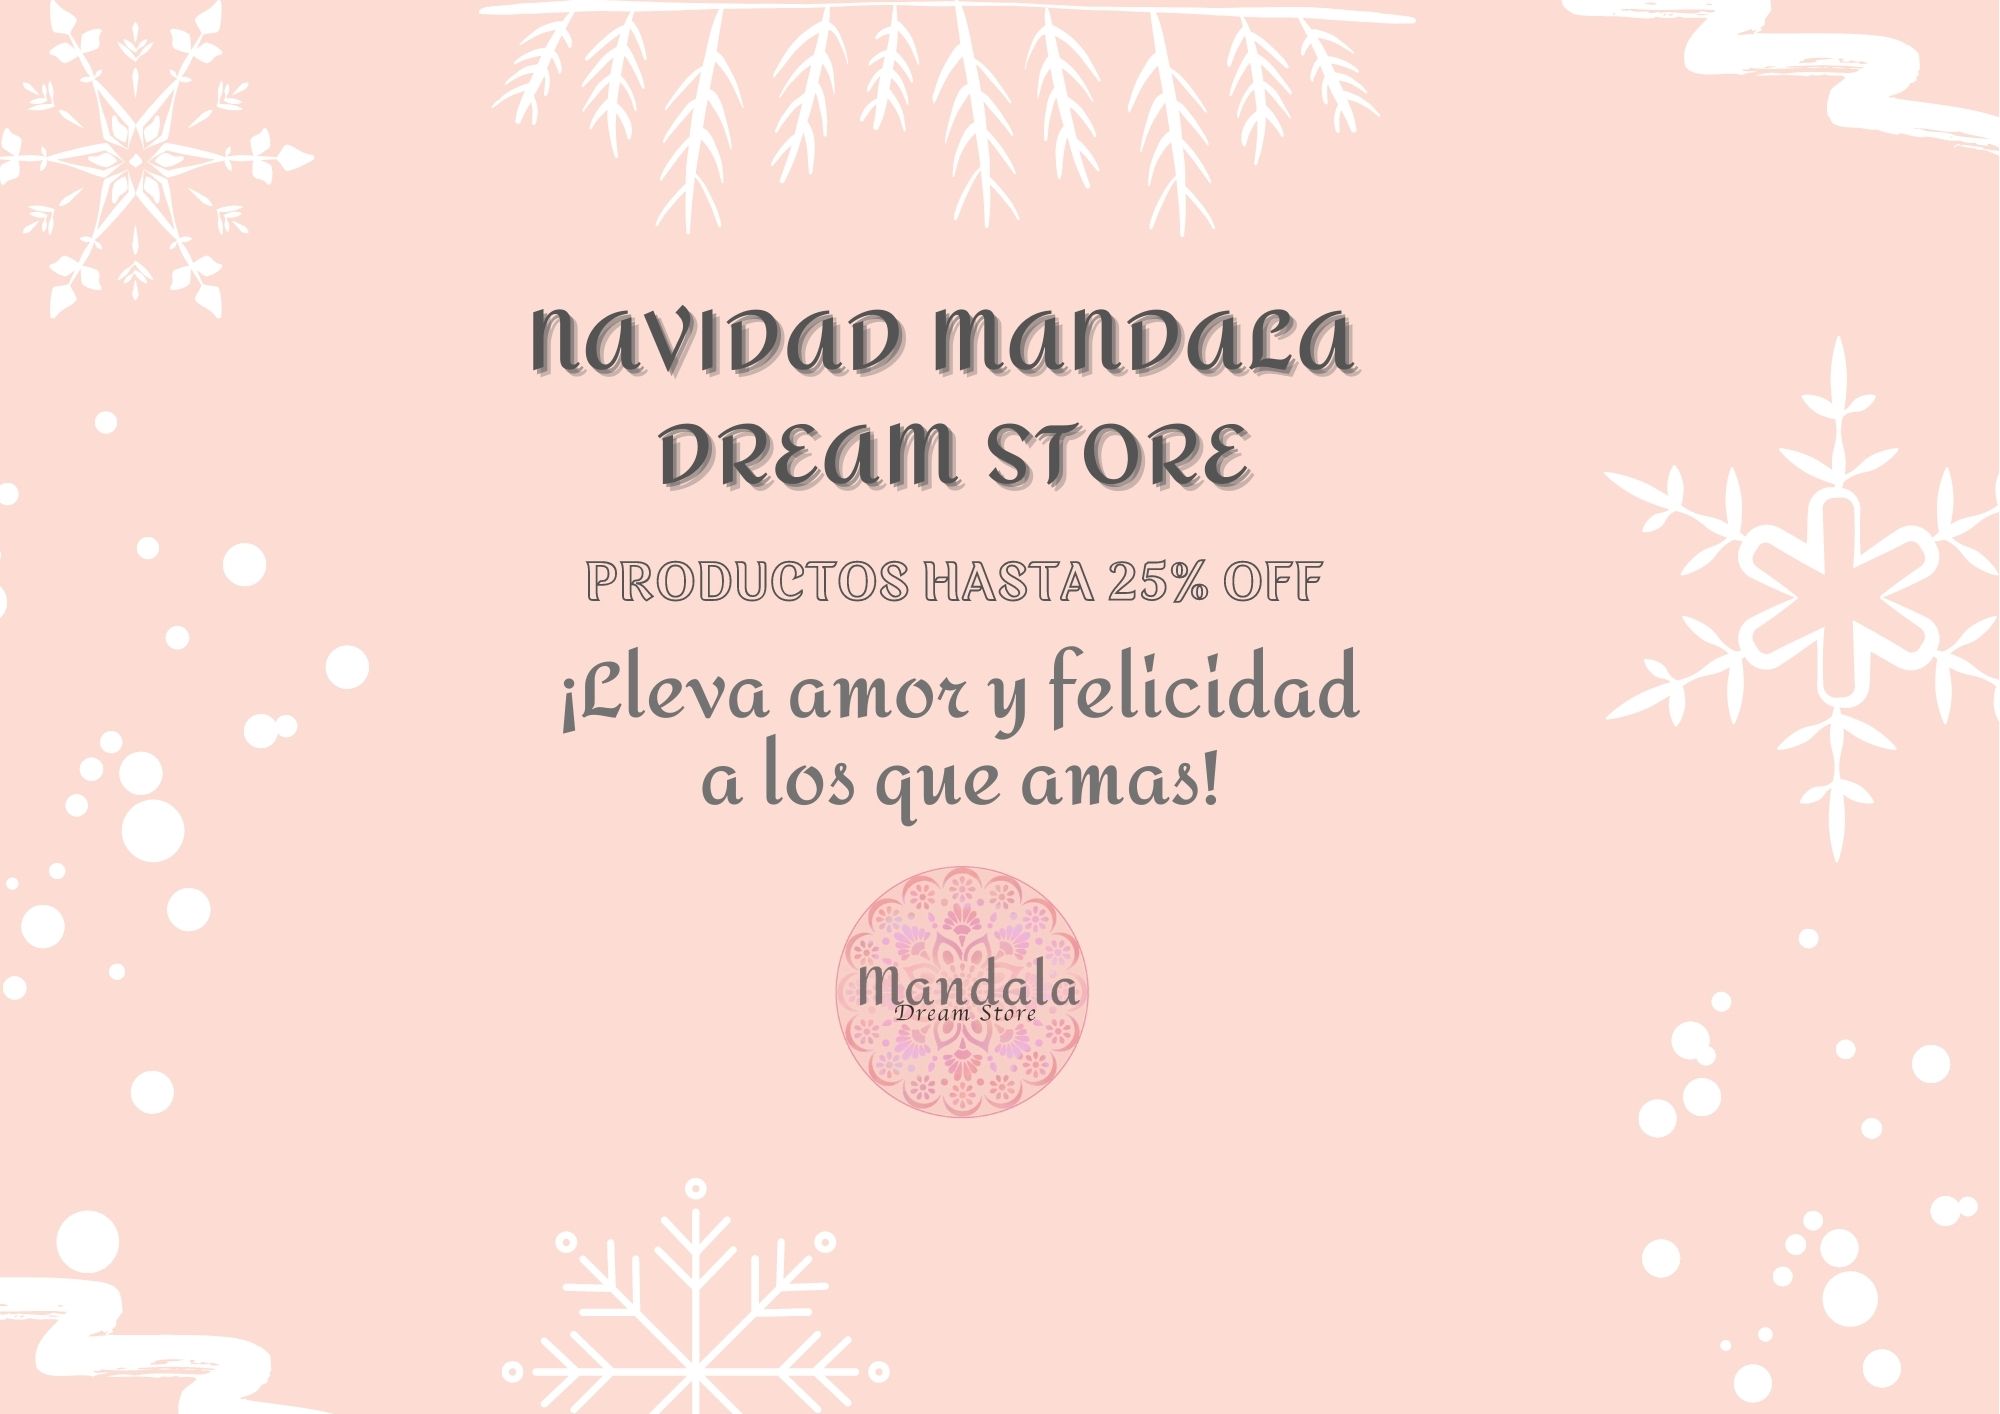 NAVIDAD MANDALA
DREAM STORE
PRODUCTOS HASTA 25% OFF
¡Lleva amor y felicidad
a los que amas!
Mandala
Dream Store